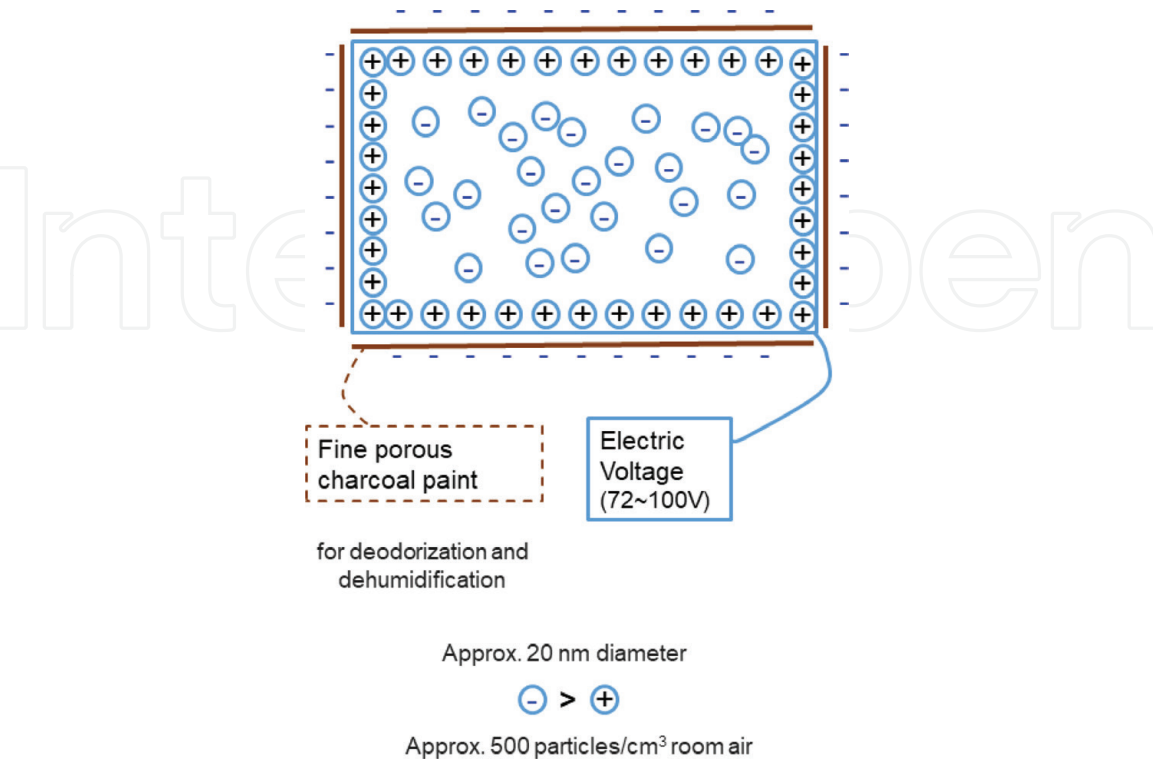 Fine porous
charcoal paint
Electric
Voltage
(72~100V)
for deodorization and
dehumidification
Approx. 20 nm diameter
- > +
Approx. 500 particles/cm³ room air